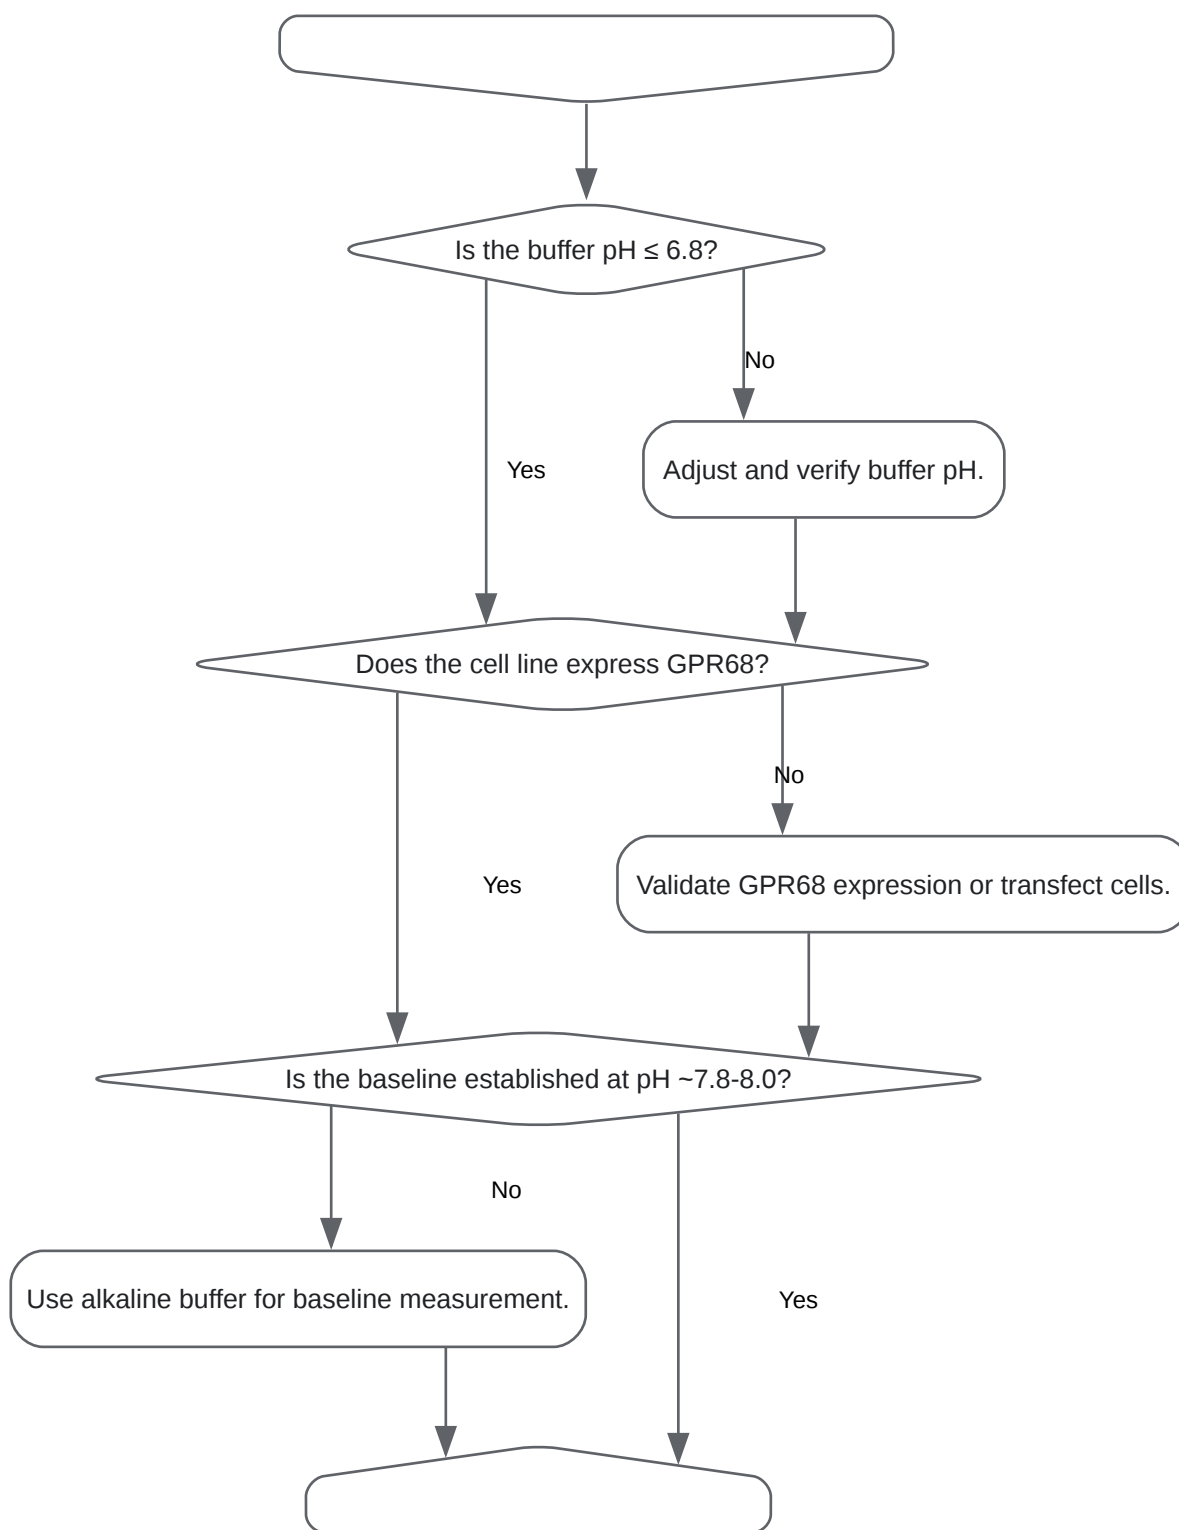 Is the buffer pH ≤ 6.8?
No
Yes
Adjust and verify buffer pH.
Does the cell line express GPR68?
No
Yes
Validate GPR68 expression or transfect cells.
Is the baseline established at pH ~7.8-8.0?
No
Use alkaline buffer for baseline measurement.
Yes